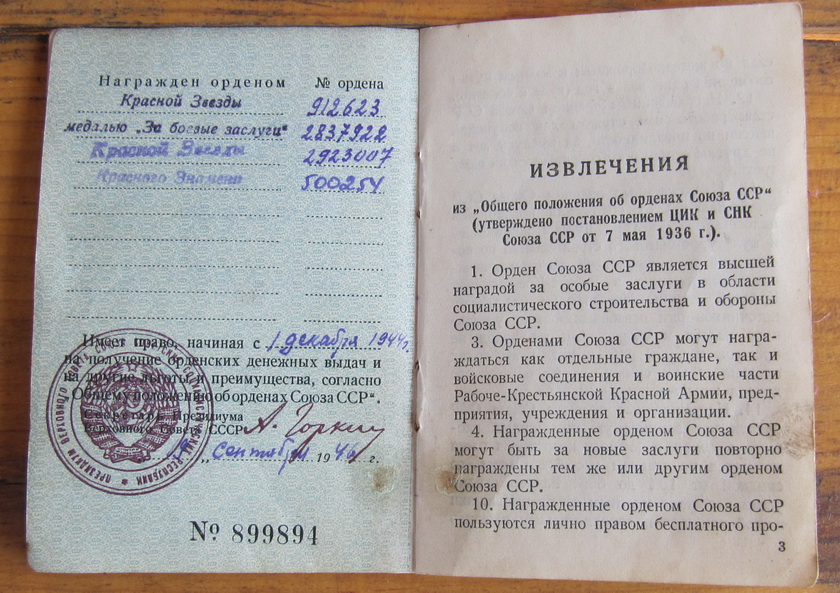 Награжден орденом № ордена
Красной Звезды 912623
медалью „За боевые заслуги“ 2837922
Красной Звезды 2923007
Красного Знамени 500254
Имеет право, начиная с 1 декабря 1944г.
на получение орденских денежных выдач и
на другие льготы и преимущества, согласно
„Общему положению об орденах Союза ССР“.
Секретарь Президиума
Верховного Совета СССР А. Горкин
„ “ Сентября 1946 г.
№ 899894
ИЗВЛЕЧЕНИЯ
из „Общего положения об орденах Союза ССР“
(утверждено постановлением ЦИК и СНК
Союза ССР от 7 мая 1936 г.).
1. Орден Союза ССР является высшей
наградой за особые заслуги в области
социалистического строительства и обороны
Союза ССР.
3. Орденами Союза ССР могут награ-
ждаться как отдельные граждане, так и
войсковые соединения и воинские части
Рабоче-Крестьянской Красной Армии, пред-
приятия, учреждения и организации.
4. Награжденные орденом Союза ССР
могут быть за новые заслуги повторно
награждены тем же или другим орденом
Союза ССР.
10. Награжденные орденом Союза ССР
пользуются лично правом бесплатного про-
3